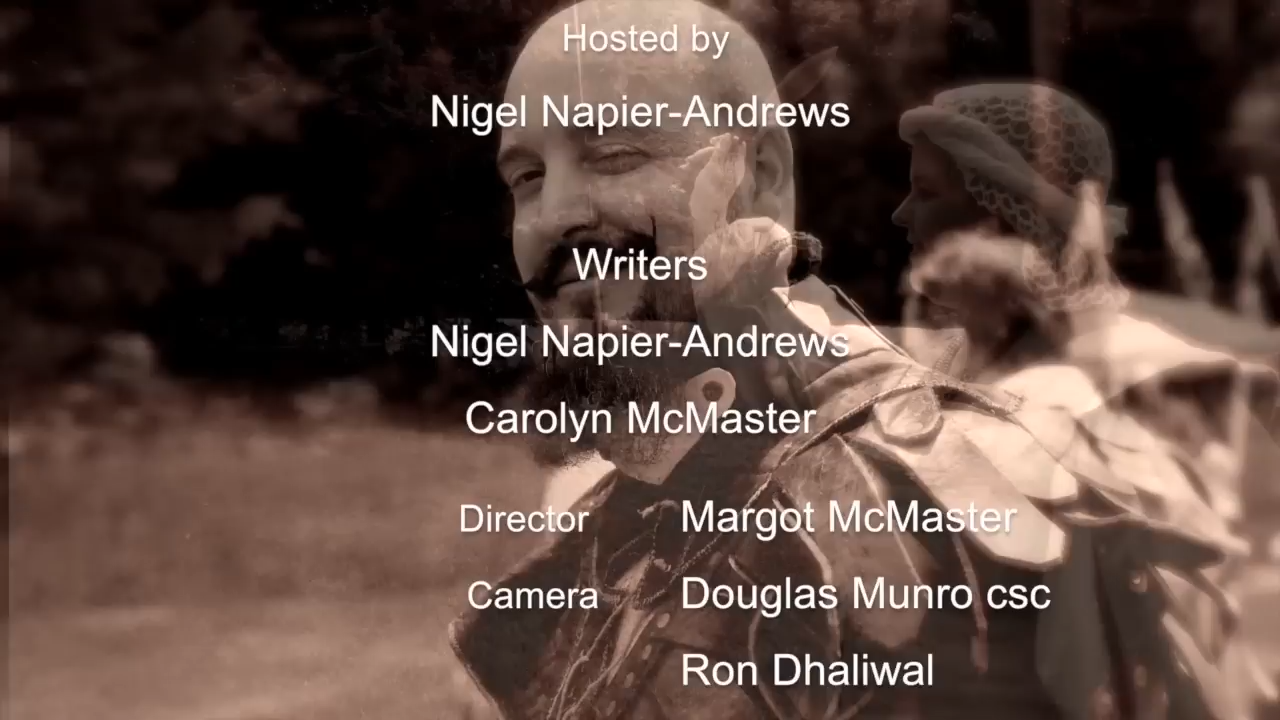 Hosted by
Nigel Napier-Andrews
Writers
Nigel Napier-Andrews
Carolyn McMaster
Director Margot McMaster
Camera Douglas Munro csc
Ron Dhaliwal